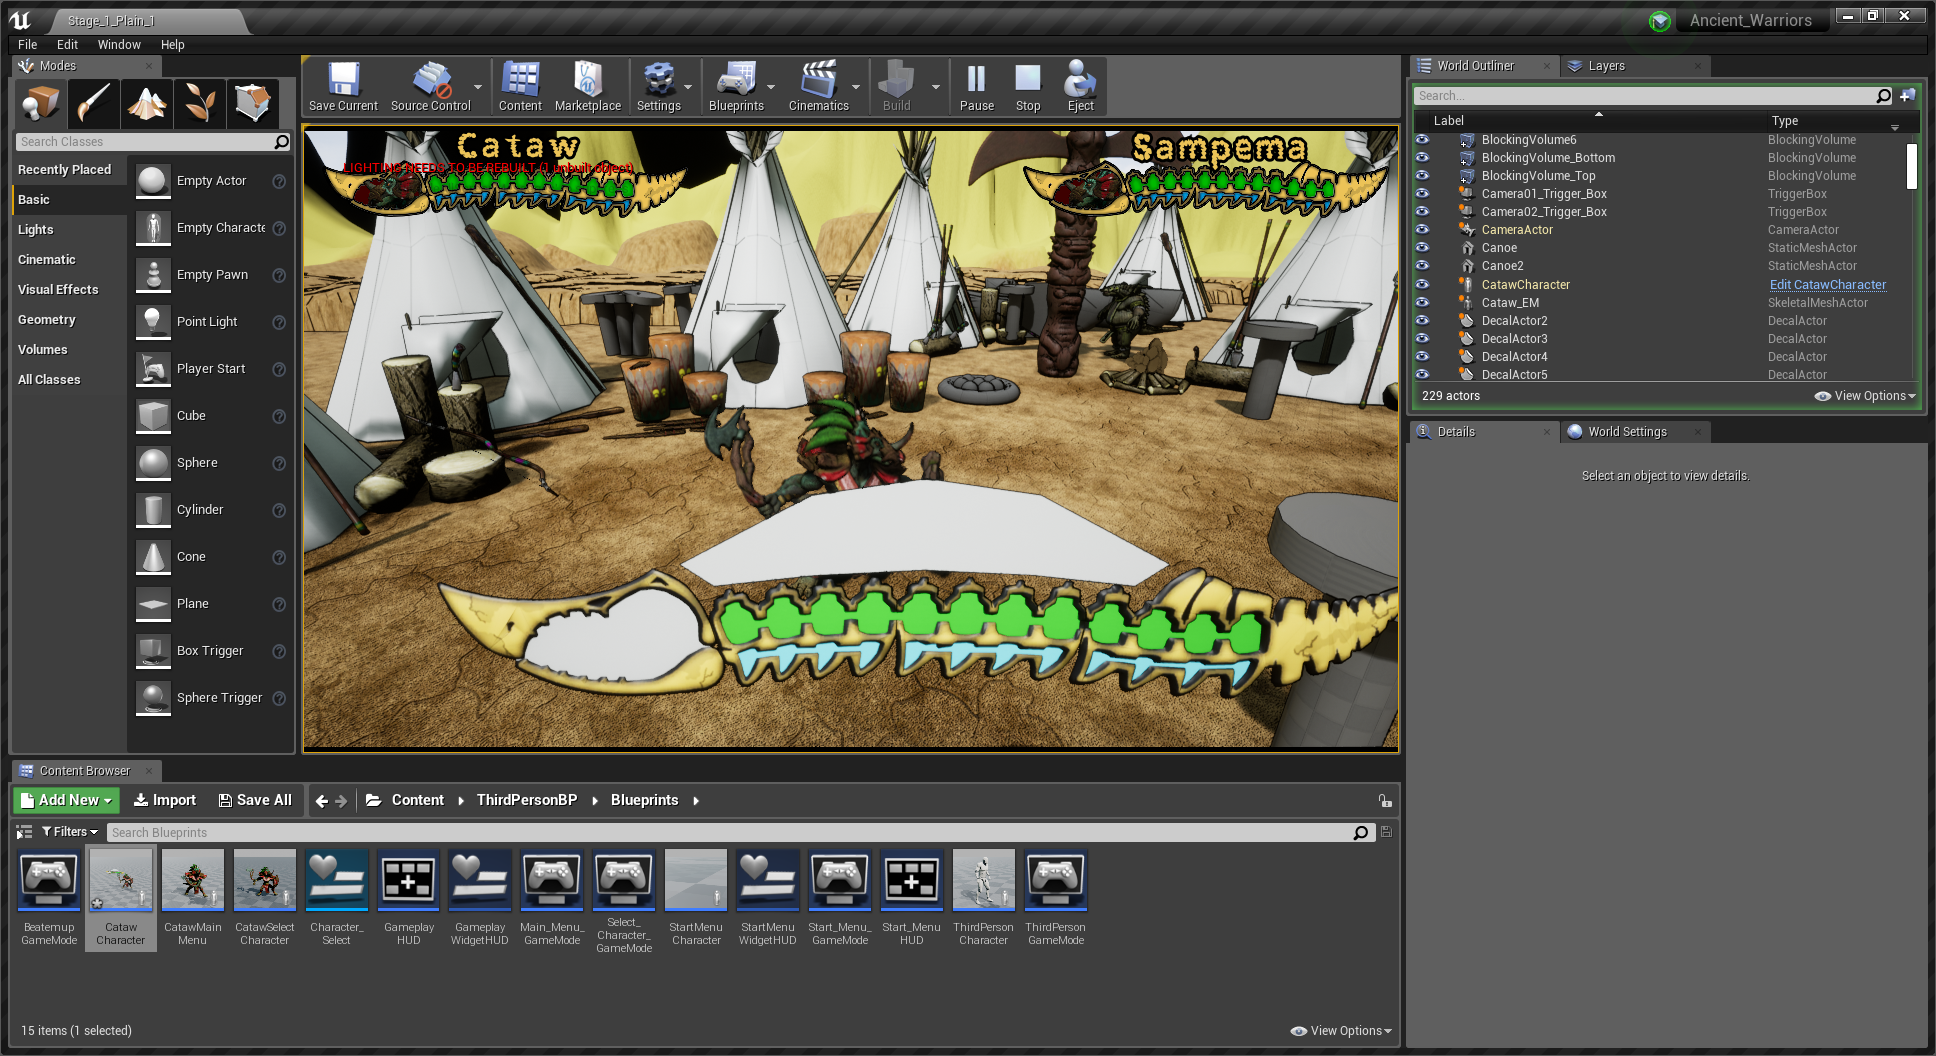 Stage_1_Plain_1
Ancient_Warriors
File Edit Window Help
Modes
Save Current
Source Control
Content
Marketplace
Settings
Blueprints
Cinematics
Build
Pause
Stop
Eject
Search Classes
Recently Placed
Basic
Lights
Cinematic
Visual Effects
Geometry
Volumes
All Classes
Empty Actor
Empty Characte
Empty Pawn
Point Light
Player Start
Cube
Sphere
Cylinder
Cone
Plane
Box Trigger
Sphere Trigger
Cataw
Sampema
LIGHTING NEEDS TO BE REBUILT (1 unbuilt object)
World Outliner
Layers
Search...
Label Type
BlockingVolume6 BlockingVolume
BlockingVolume_Bottom BlockingVolume
BlockingVolume_Top BlockingVolume
Camera01_Trigger_Box TriggerBox
Camera02_Trigger_Box TriggerBox
CameraActor CameraActor
Canoe StaticMeshActor
Canoe2 StaticMeshActor
CatawCharacter Edit CatawCharacter
Cataw_EM SkeletalMeshActor
DecalActor2 DecalActor
DecalActor3 DecalActor
DecalActor4 DecalActor
DecalActor5 DecalActor
229 actors View Options
Details
World Settings
Select an object to view details.
Content Browser
Add New Import Save All Content ThirdPersonBP Blueprints
Filters Search Blueprints
Beatemup
GameMode
Cataw
Character
CatawMain
Menu
CatawSelect
Character
Character_
Select
Gameplay
HUD
Gameplay
WidgetHUD
Main_Menu_
GameMode
Select_
Character_
GameMode
StartMenu
Character
StartMenu
WidgetHUD
Start_Menu_
GameMode
Start_Menu
HUD
ThirdPerson
Character
ThirdPerson
GameMode
15 items (1 selected) View Options